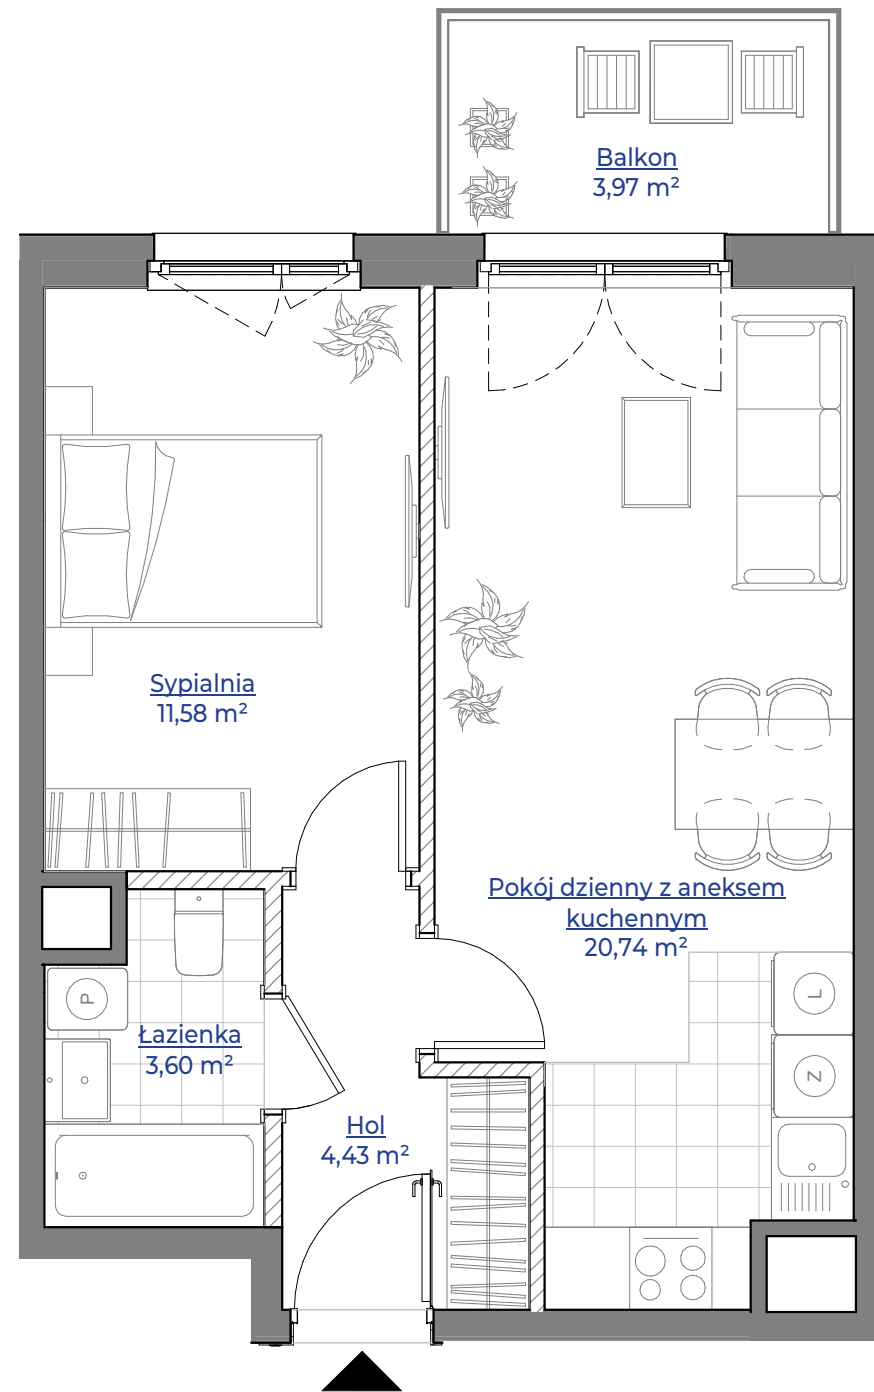 Balkon
3,97 m²
Sypialnia
11,58 m²
Pokój dzienny z aneksem
kuchennym
20,74 m²
L
P
Łazienka
3,60 m²
Z
Hol
4,43 m²